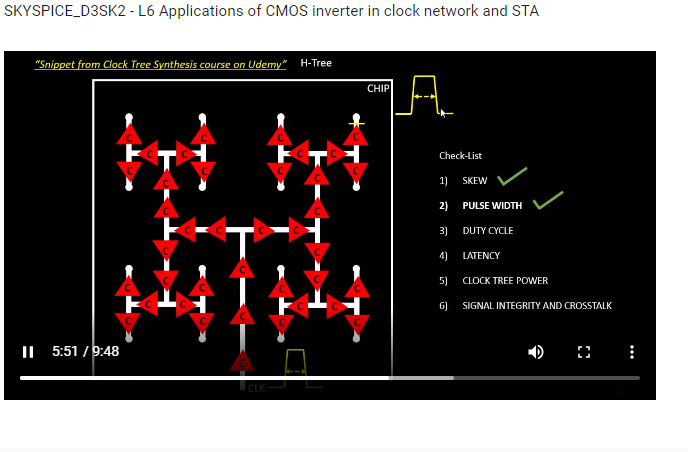 SKYSPICE_D3SK2 - L6 Applications of CMOS inverter in clock network and STA
“Snippet from Clock Tree Synthesis course on Udemy” H-Tree
CHIP
Check-List
1) SKEW
2) PULSE WIDTH
3) DUTY CYCLE
4) LATENCY
5) CLOCK TREE POWER
6) SIGNAL INTEGRITY AND CROSSTALK
C C C C
C C C C
C C C C
C C
C C
C C C C
C C C
C C C C
C C C C C
C C C C
5:51 / 9:48
C
CLK